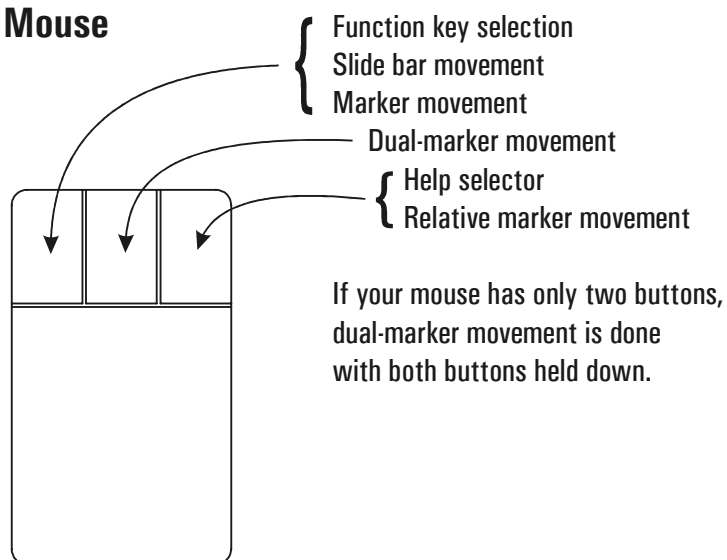 Mouse
Function key selection
Slide bar movement
Marker movement
Dual-marker movement
Help selector
Relative marker movement
If your mouse has only two buttons,
dual-marker movement is done
with both buttons held down.